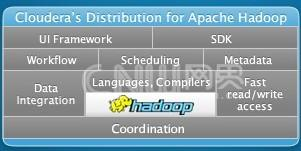 Cloudera's Distribution for Apache Hadoop
UI Framework
SDK
Workflow
Scheduling
Metadata
Data
Integration
Languages, Compilers
hadoop
Fast
read/write
access
Coordination